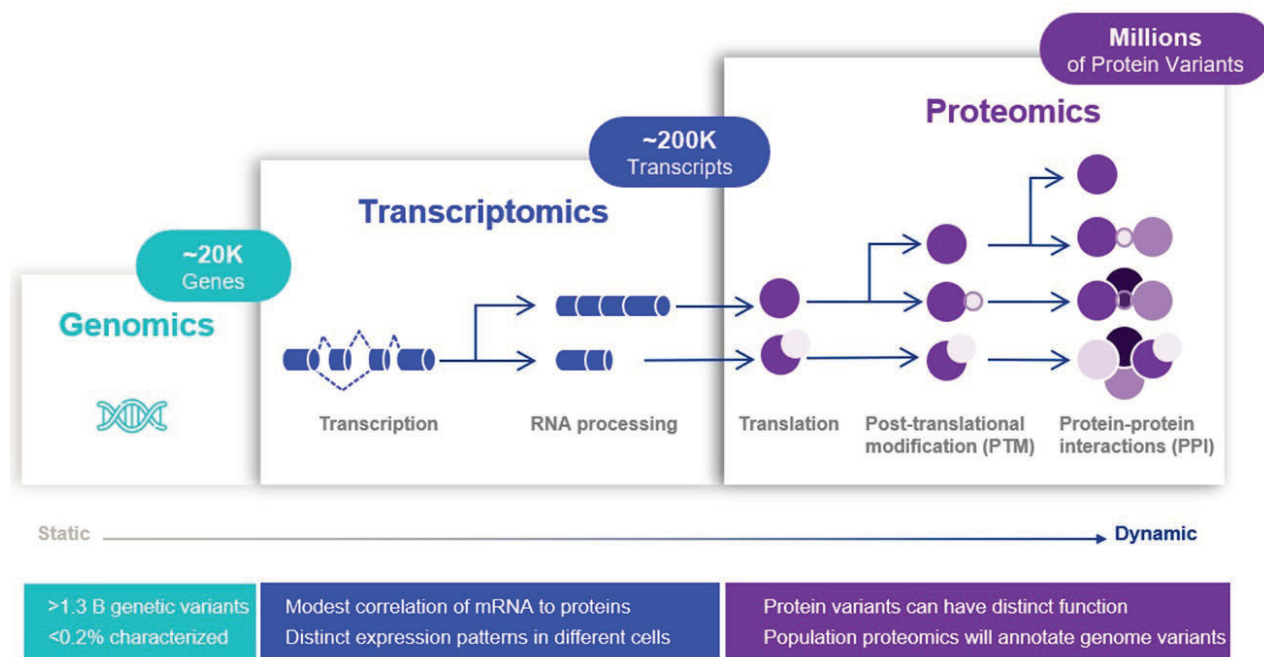 Millions
of Protein Variants
Proteomics
~200K
Transcripts
Transcriptomics
~20K
Genes
Genomics
Transcription
RNA processing
Translation
Post-translational
modification (PTM)
Protein-protein
interactions (PPI)
Static
Dynamic
>1.3 B genetic variants
<0.2% characterized
Modest correlation of mRNA to proteins
Distinct expression patterns in different cells
Protein variants can have distinct function
Population proteomics will annotate genome variants